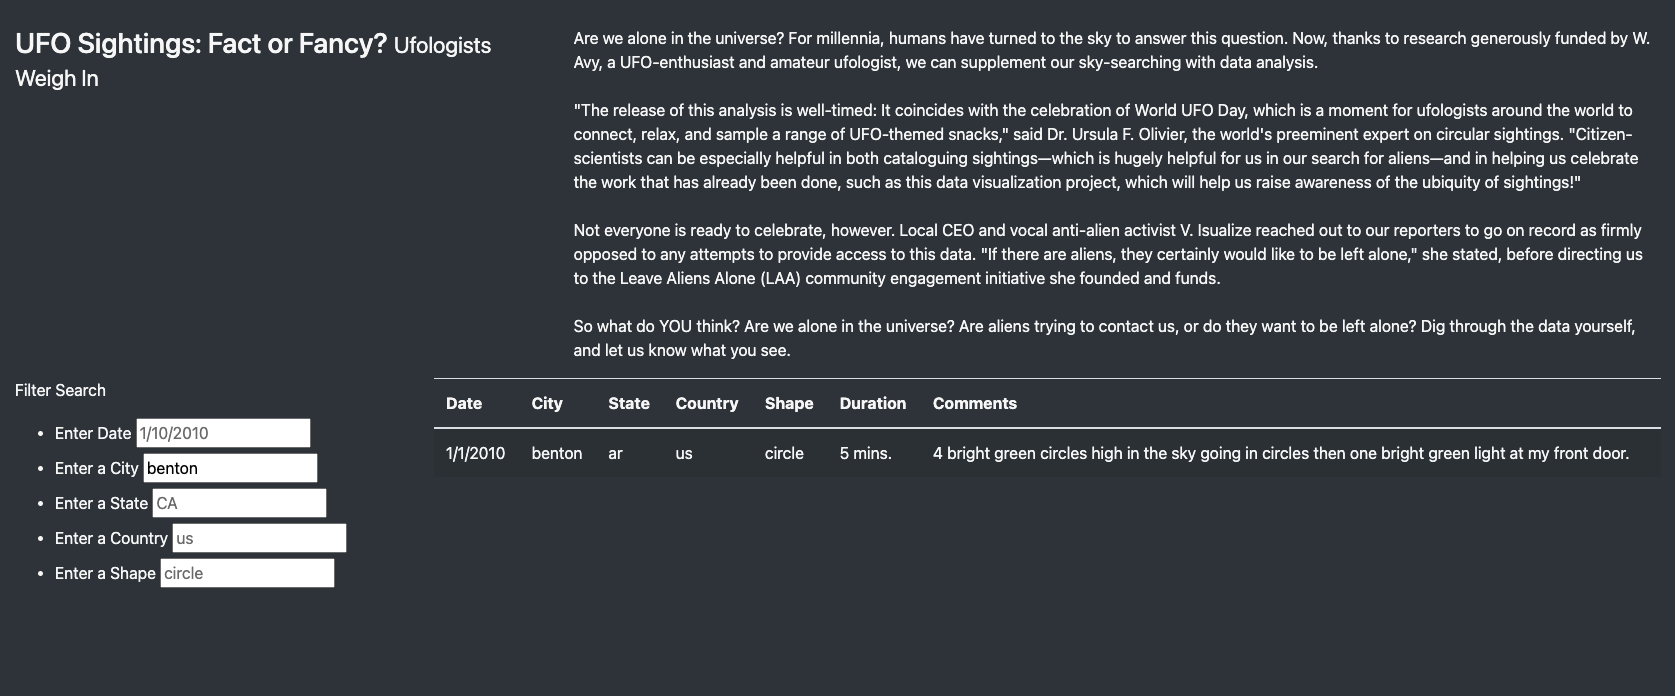 UFO Sightings: Fact or Fancy? Ufologists
Weigh In
Are we alone in the universe? For millennia, humans have turned to the sky to answer this question. Now, thanks to research generously funded by W.
Avy, a UFO-enthusiast and amateur ufologist, we can supplement our sky-searching with data analysis.
"The release of this analysis is well-timed: It coincides with the celebration of World UFO Day, which is a moment for ufologists around the world to
connect, relax, and sample a range of UFO-themed snacks," said Dr. Ursula F. Olivier, the world's preeminent expert on circular sightings. "Citizen-
scientists can be especially helpful in both cataloguing sightings—which is hugely helpful for us in our search for aliens—and in helping us celebrate
the work that has already been done, such as this data visualization project, which will help us raise awareness of the ubiquity of sightings!"
Not everyone is ready to celebrate, however. Local CEO and vocal anti-alien activist V. Isualize reached out to our reporters to go on record as firmly
opposed to any attempts to provide access to this data. "If there are aliens, they certainly would like to be left alone," she stated, before directing us
to the Leave Aliens Alone (LAA) community engagement initiative she founded and funds.
So what do YOU think? Are we alone in the universe? Are aliens trying to contact us, or do they want to be left alone? Dig through the data yourself,
and let us know what you see.
Filter Search
• Enter Date 1/10/2010
• Enter a City benton
• Enter a State CA
• Enter a Country us
• Enter a Shape circle
Date City State Country Shape Duration Comments
1/1/2010 benton ar us circle 5 mins. 4 bright green circles high in the sky going in circles then one bright green light at my front door.